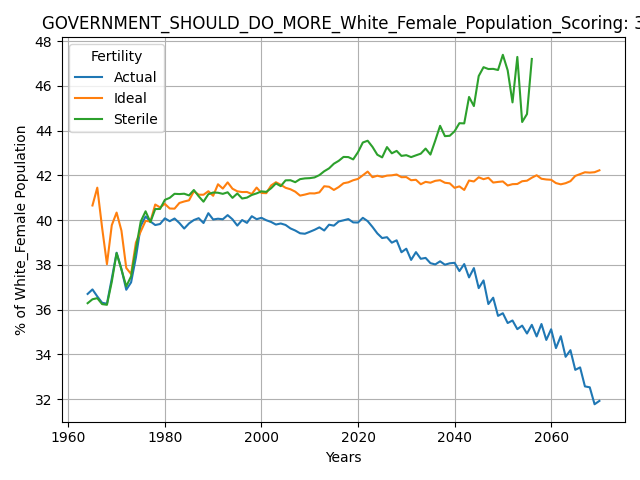 GOVERNMENT_SHOULD_DO_MORE_White_Female_Population_Scoring: 3
48
46
44
42
40
38
36
34
32
% of White_Female Population
Fertility
Actual
Ideal
Sterile
1960
1980
2000
2020
2040
2060
Years